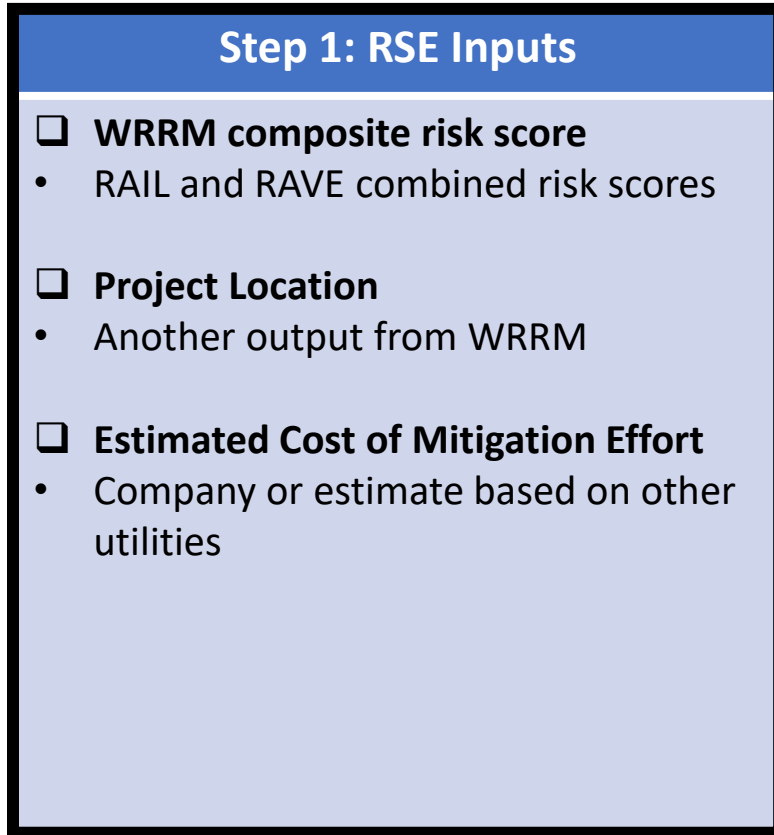 Step 1: RSE Inputs
❑ WRRM composite risk score
• RAIL and RAVE combined risk scores
❑ Project Location
• Another output from WRRM
❑ Estimated Cost of Mitigation Effort
• Company or estimate based on other
utilities